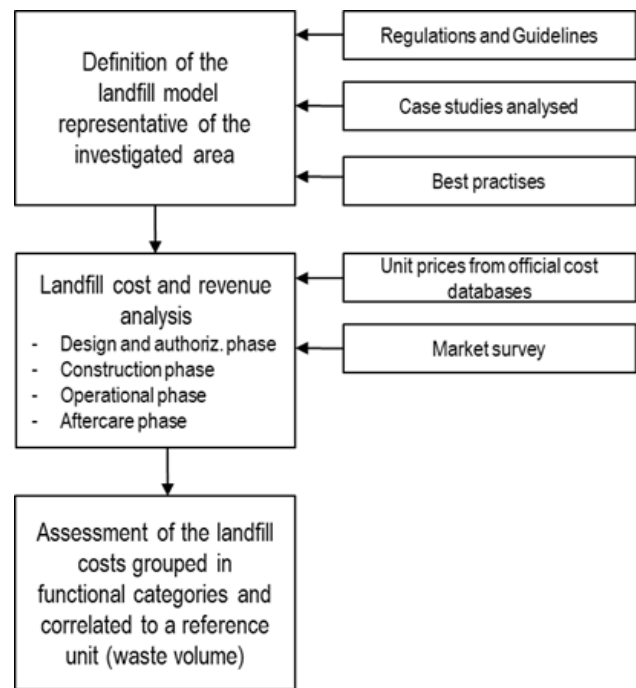 Definition of the
landfill model
representative of the
investigated area
Regulations and Guidelines
Case studies analysed
Best practises
Landfill cost and revenue
analysis
- Design and authoriz. phase
- Construction phase
- Operational phase
- Aftercare phase
Unit prices from official cost
databases
Market survey
Assessment of the landfill
costs grouped in
functional categories and
correlated to a reference
unit (waste volume)